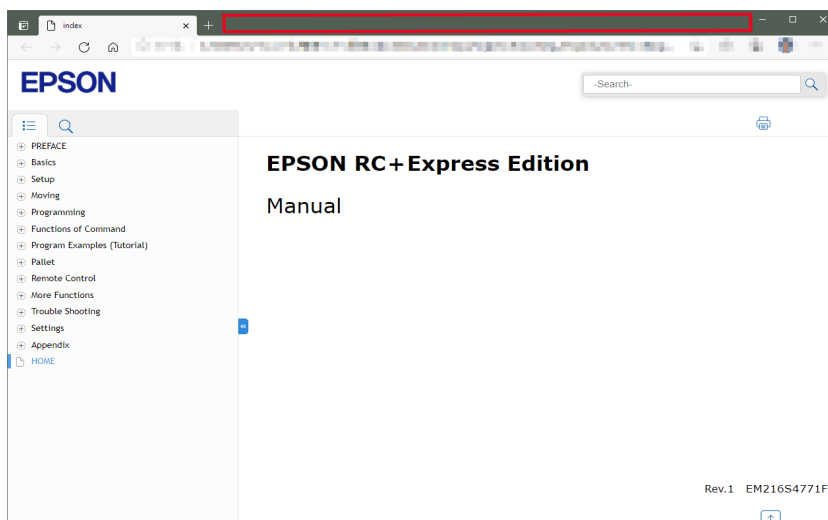 index
EPSON
-Search-
PREFACE
Basics
Setup
Moving
Programming
Functions of Command
Program Examples (Tutorial)
Pallet
Remote Control
More Functions
Trouble Shooting
Settings
Appendix
HOME
EPSON RC+Express Edition
Manual
Rev.1 EM216S4771F